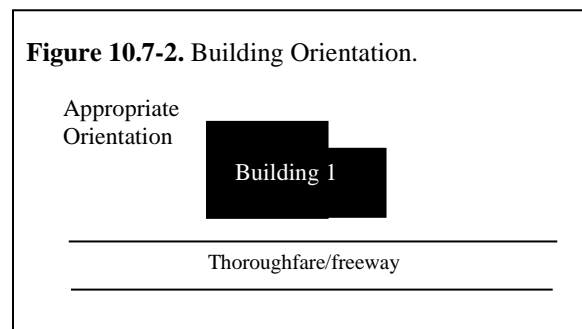 Figure 10.7-2. Building Orientation.
Appropriate
Orientation
Building 1
Thoroughfare/freeway